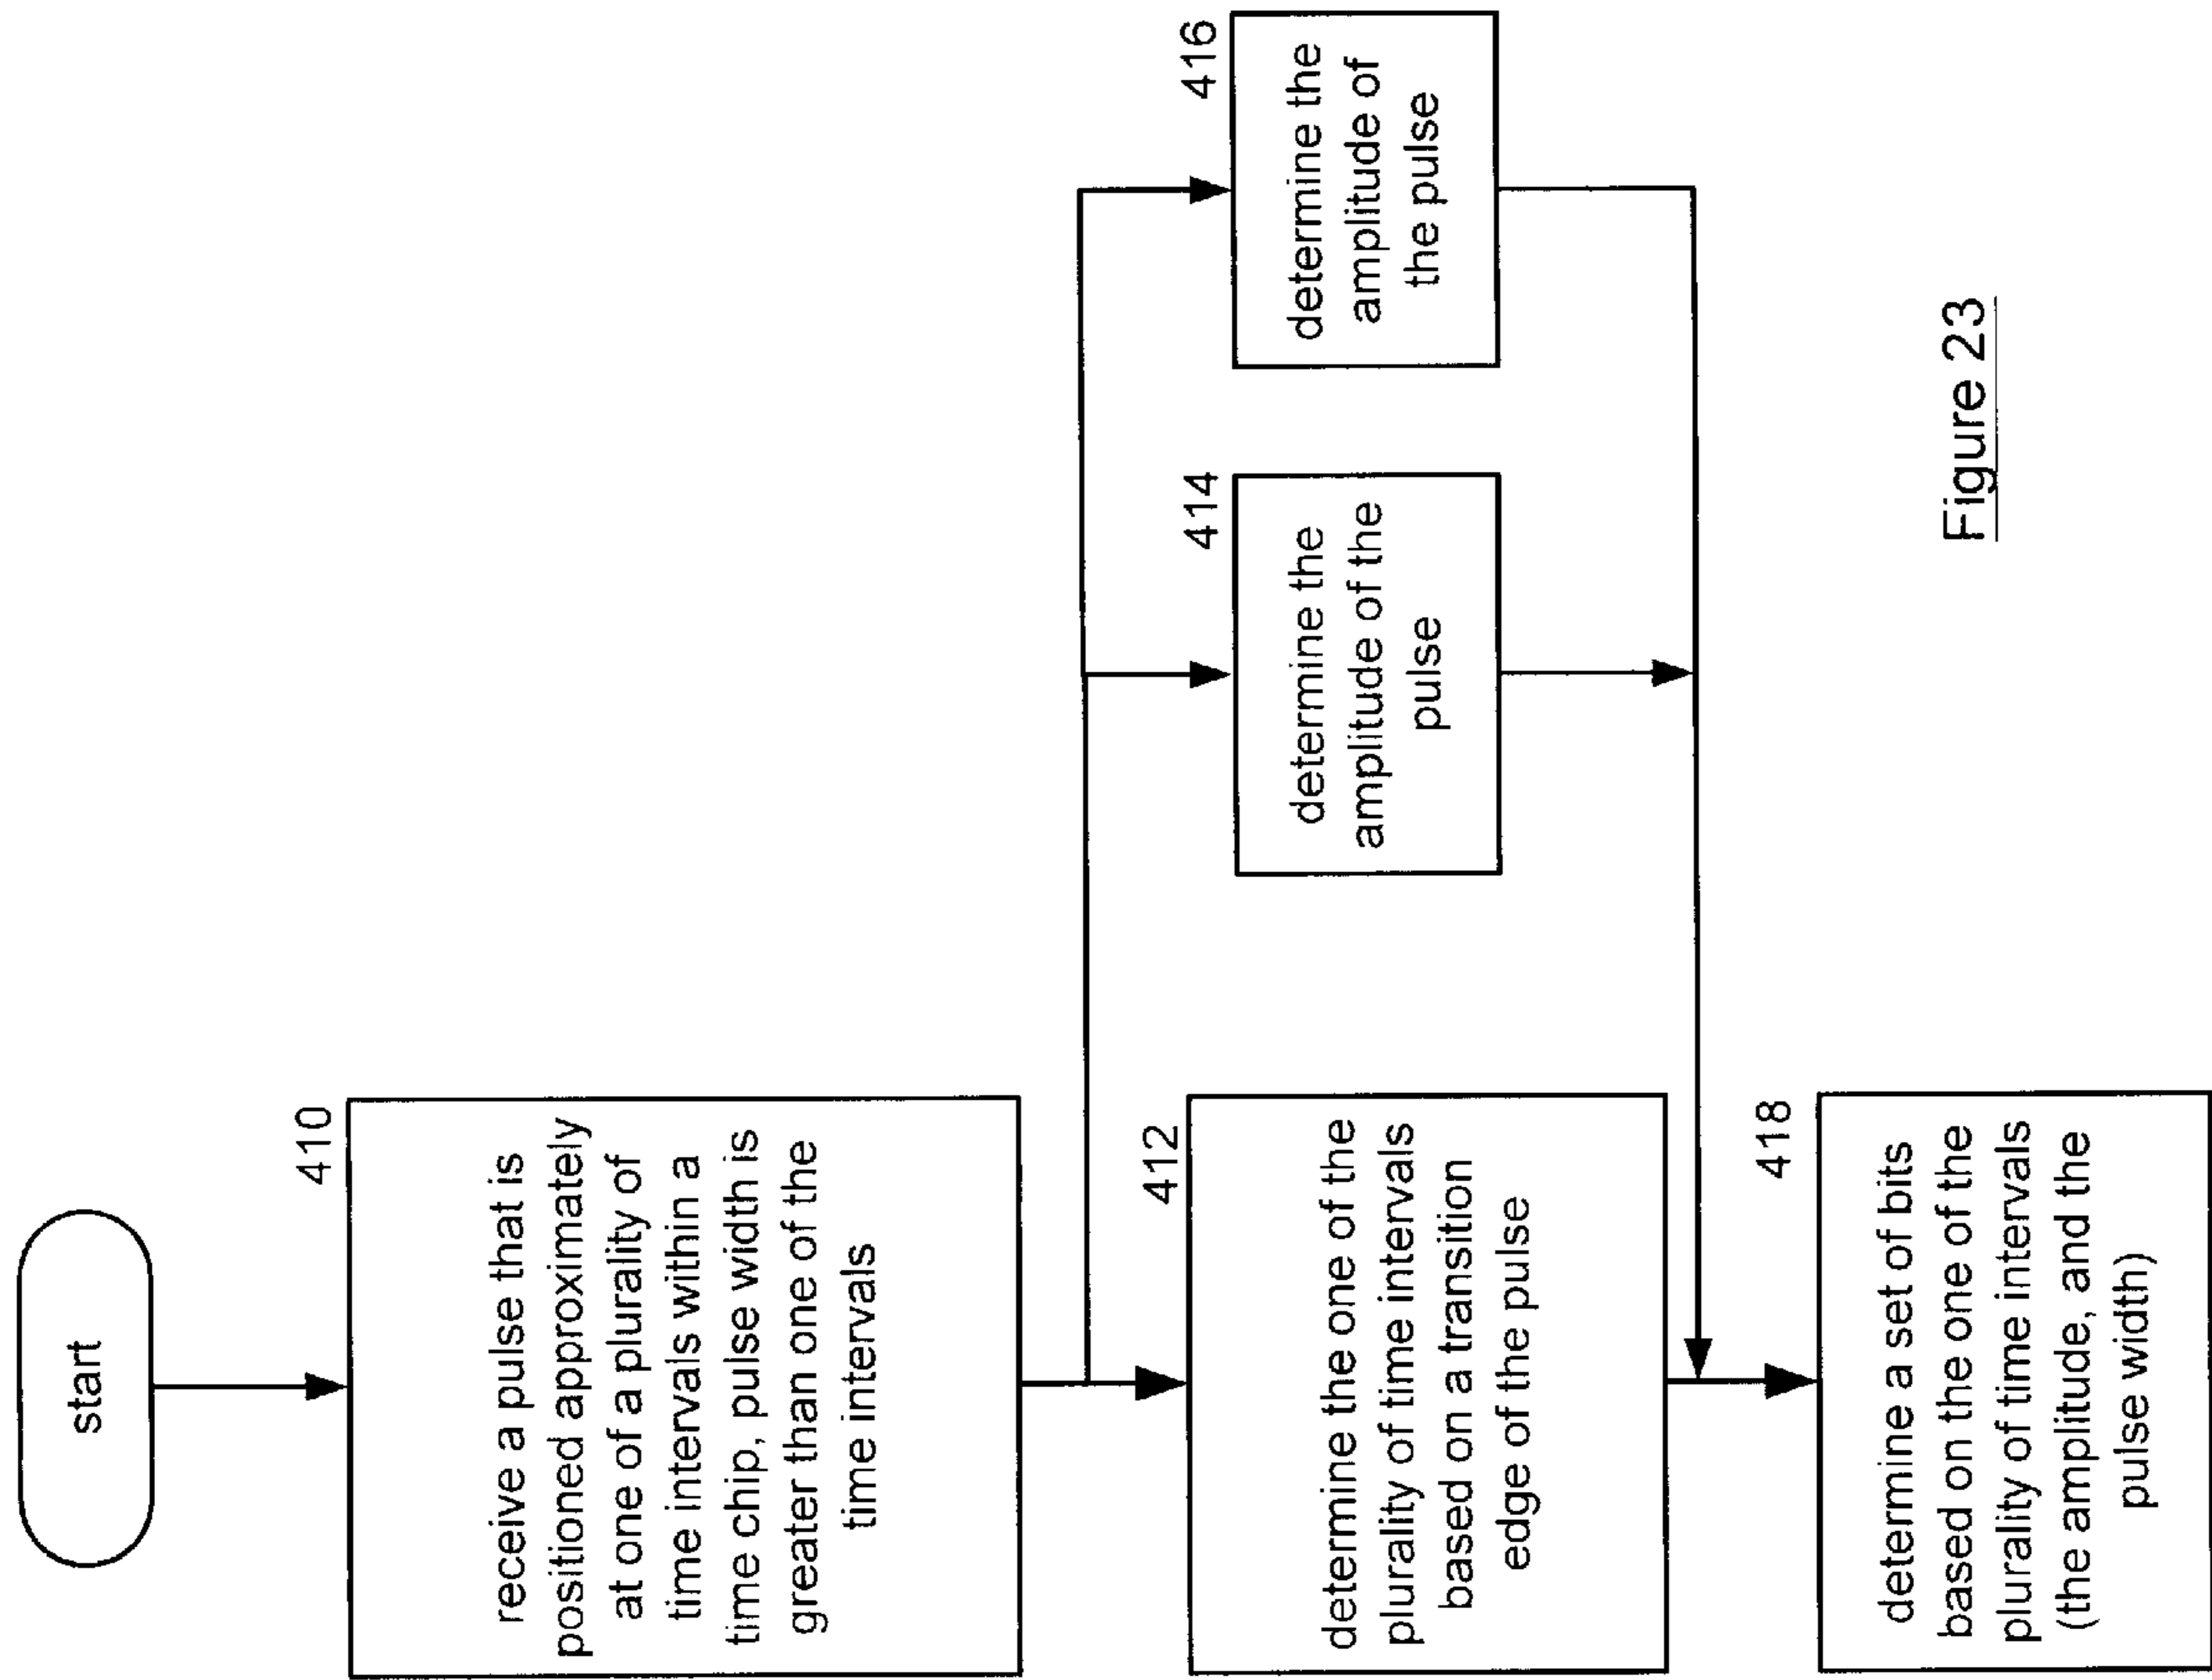 start
410
receive a pulse that is
positioned approximately
at one of a plurality of
time intervals within a
time chip, pulse width is
greater than one of the
time intervals
412
determine the one of the
plurality of time intervals
based on a transition
edge of the pulse
414
determine the
amplitude of the
pulse
416
determine the
amplitude of
the pulse
418
determine a set of bits
based on the one of the
plurality of time intervals
(the amplitude, and the
pulse width)
Figure 23